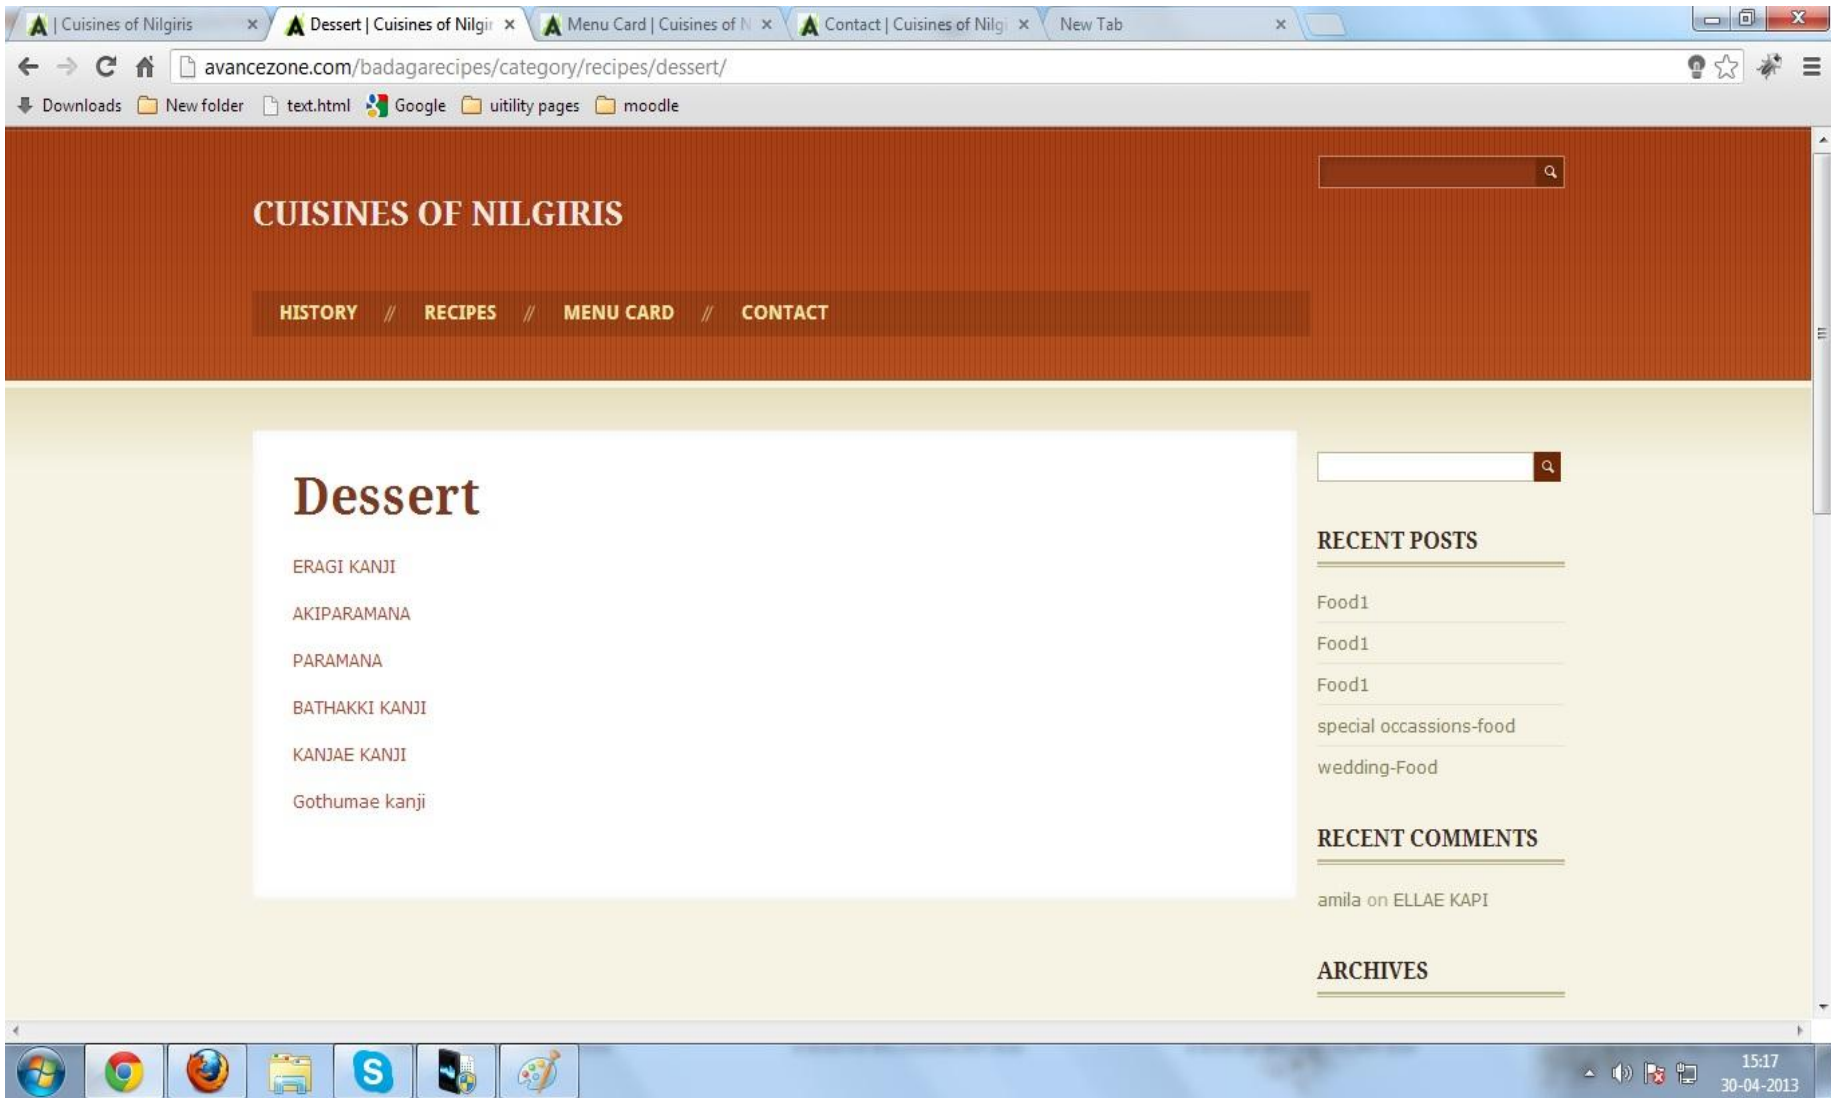 | Cuisines of Nilgiris
Dessert | Cuisines of Nilgir
Menu Card | Cuisines of N
Contact | Cuisines of Nilgi
New Tab
avancezone.com/badagarecipes/category/recipes/dessert/
Downloads New folder text.html Google uitility pages moodle
CUISINES OF NILGIRIS
HISTORY // RECIPES // MENU CARD // CONTACT
Dessert
ERAGI KANJI
AKIPARAMANA
PARAMANA
BATHAKKI KANJI
KANJAE KANJI
Gothumae kanji
RECENT POSTS
Food1
Food1
Food1
special occassions-food
wedding-Food
RECENT COMMENTS
amila on ELLAE KAPI
ARCHIVES
15:17
30-04-2013